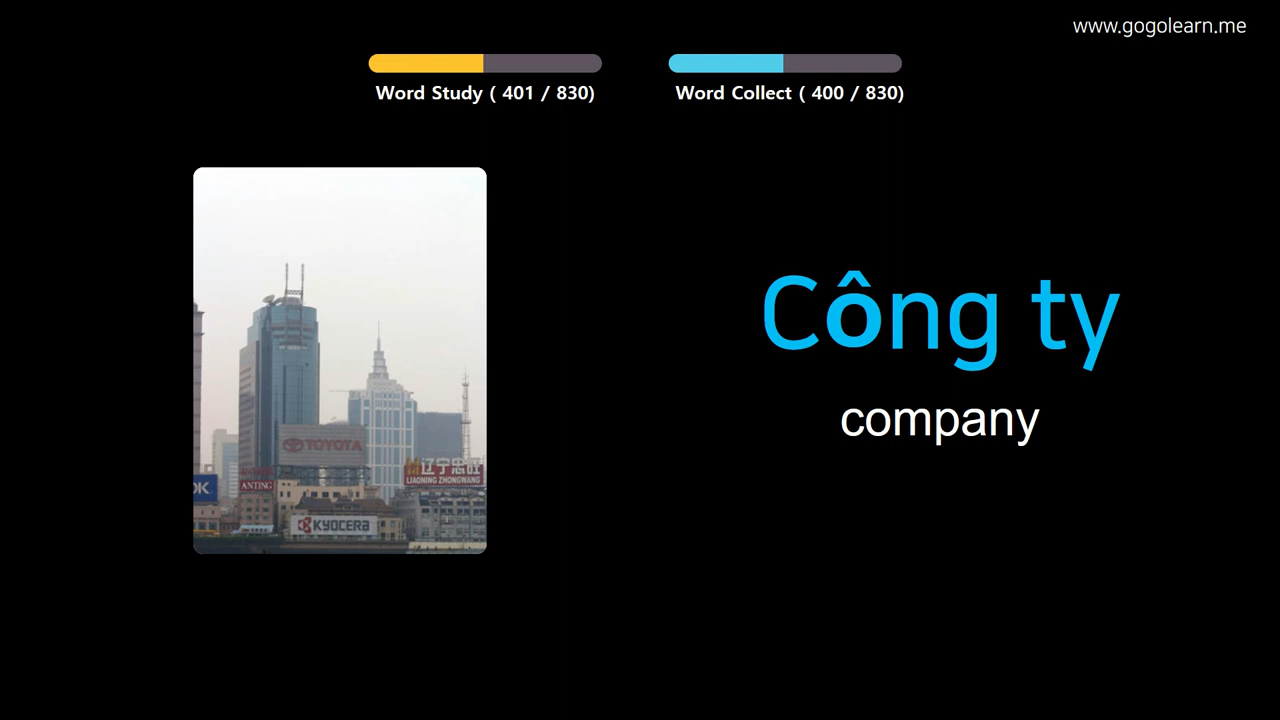 www.gogolearn.me
Word Study ( 401 / 830)
Word Collect ( 400 / 830)
Công ty
company
TOYOTA
辽宁忠旺
LIAONING ZHONGWANG
OK
ANTING
KYOCERA